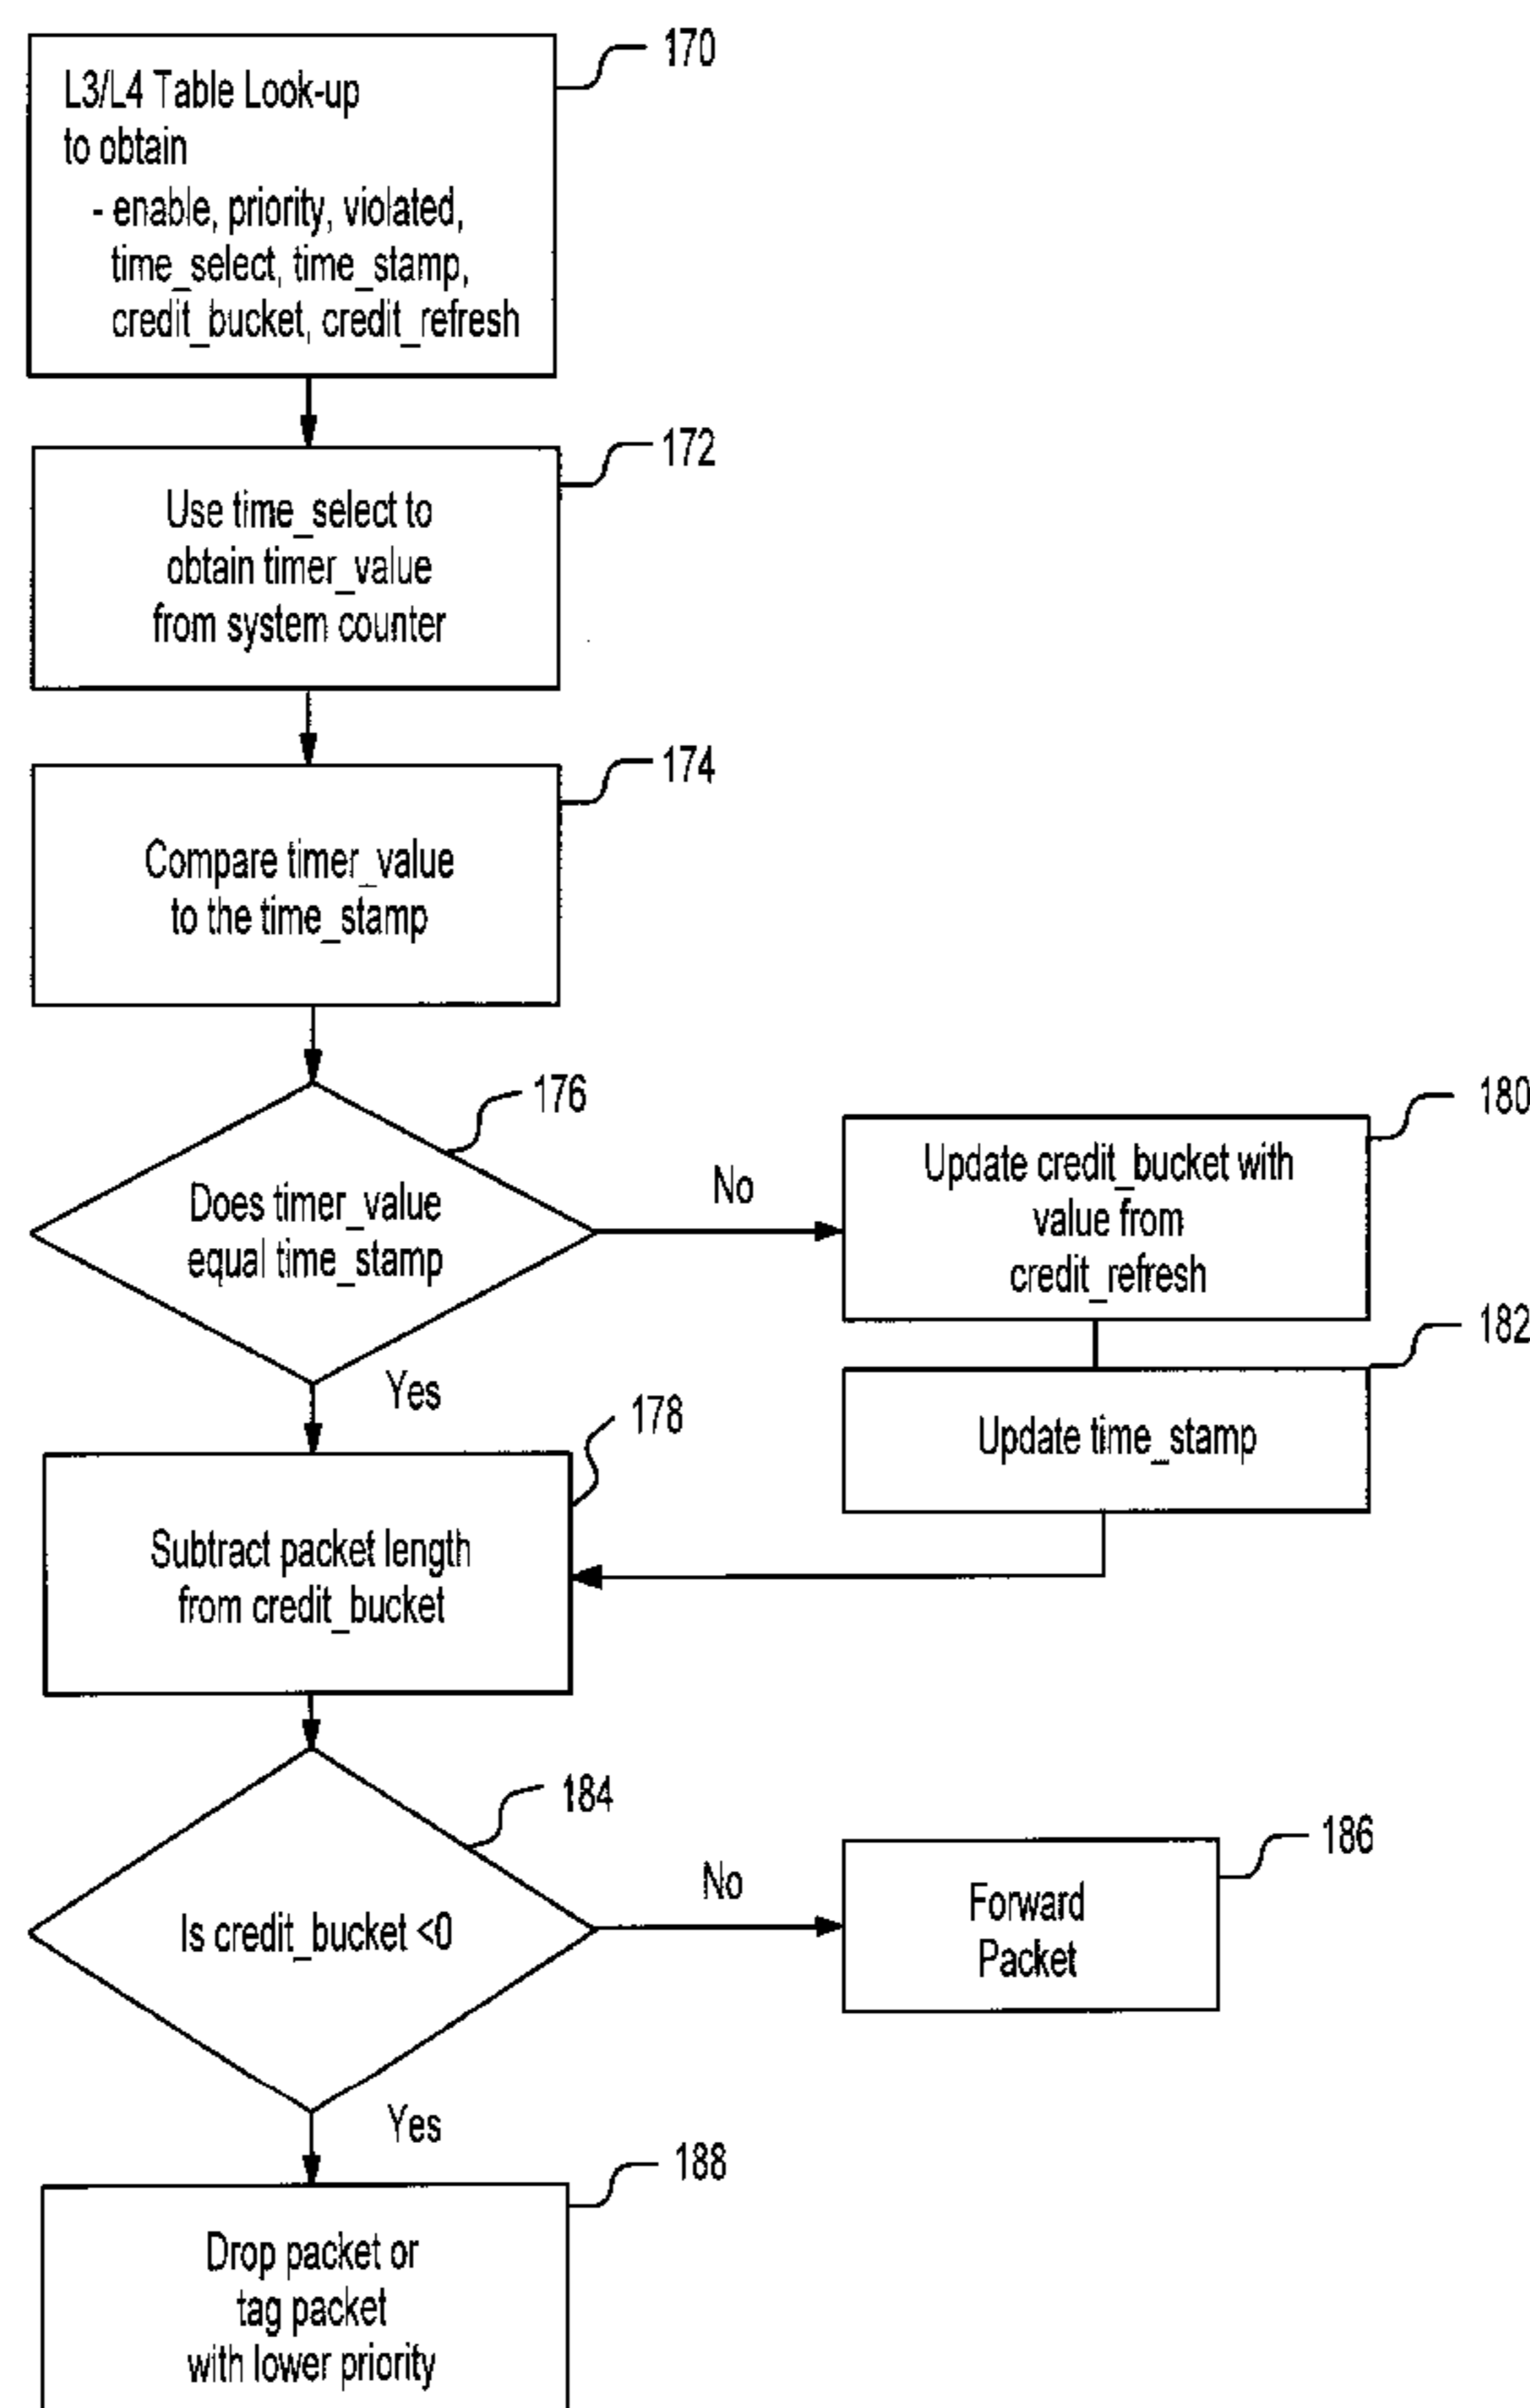 170
L3/L4 Table Look-up
to obtain
- enable, priority, violated,
time_select, time_stamp,
credit_bucket, credit_refresh
172
Use time_select to
obtain timer_value
from system counter
174
Compare timer_value
to the time_stamp
176
Does timer_value
equal time_stamp
No
180
Update credit_bucket with
value from
credit_refresh
182
Update time_stamp
Yes
178
Subtract packet length
from credit_bucket
184
Is credit_bucket <0
No
186
Forward
Packet
Yes
188
Drop packet or
tag packet
with lower priority